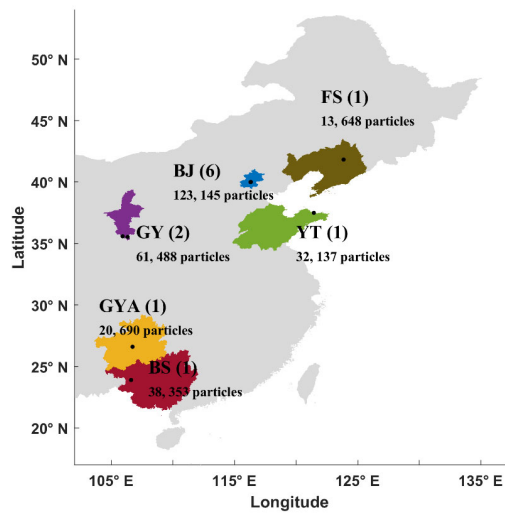 50° N
FS (1)
13, 648 particles
45° N
BJ (6)
123, 145 particles
40° N
GY (2)
61, 488 particles
YT (1)
32, 137 particles
35° N
30° N
GYA (1)
20, 690 particles
25° N
BS (1)
38, 353 particles
20° N
Latitude
105° E 115° E 125° E 135° E
Longitude